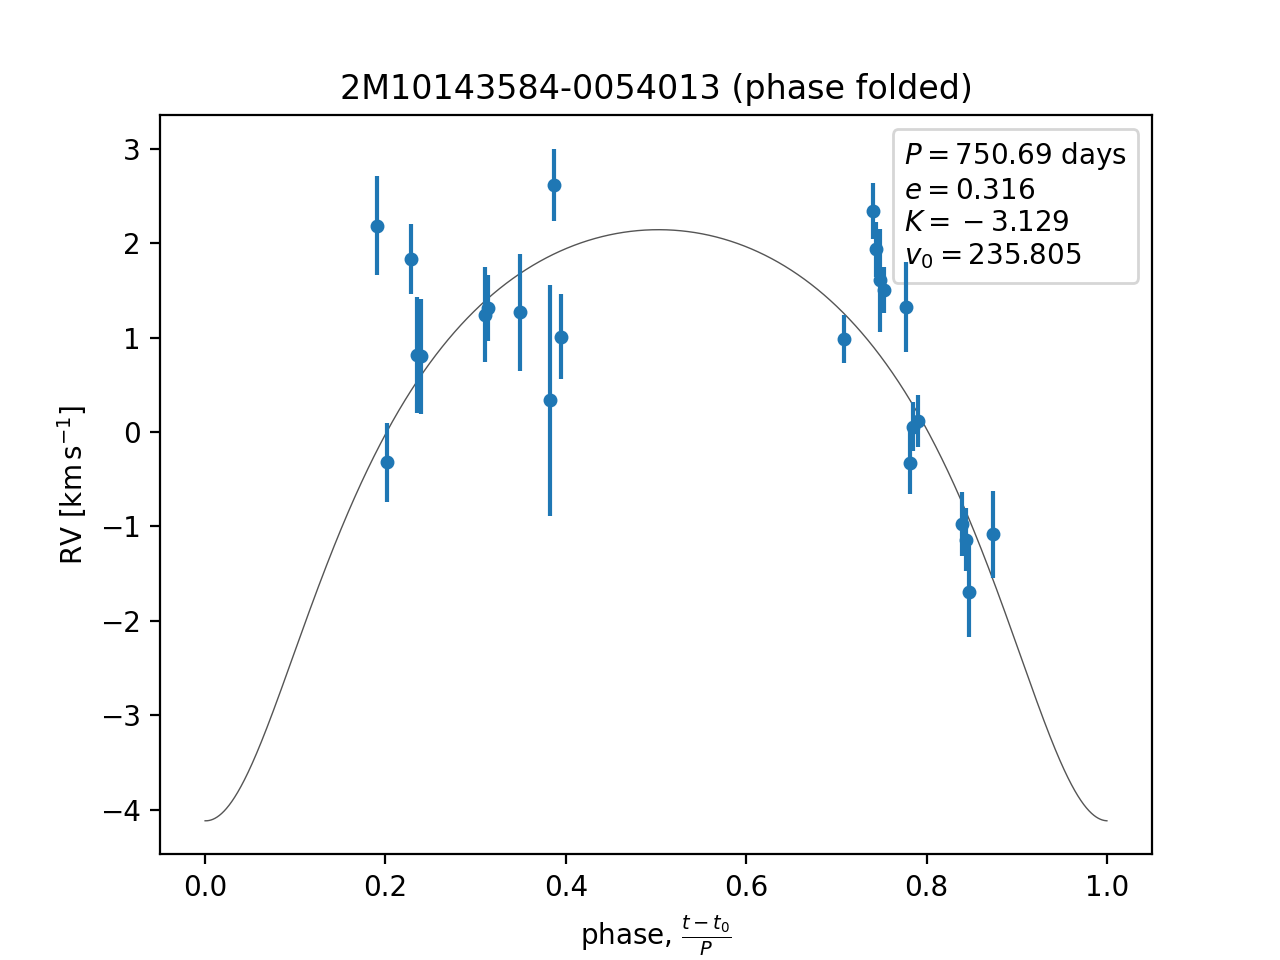 2M10143584-0054013 (phase folded)
P = 750.69 days
e = 0.316
K = −3.129
v₀ = 235.805
3
2
1
0
−1
−2
−3
−4
RV [km s⁻¹]
0.0 0.2 0.4 0.6 0.8 1.0
phase, (t − t₀)/P